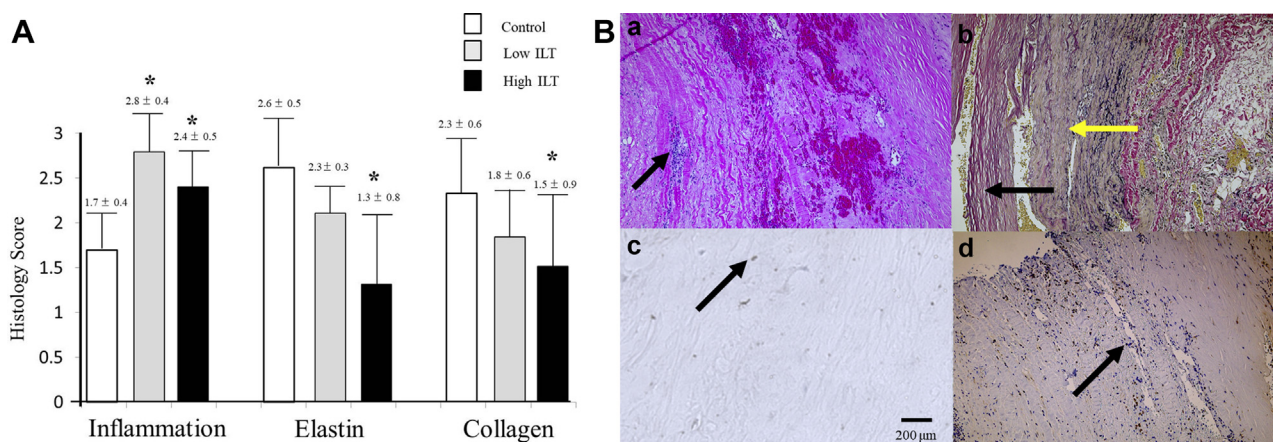 A
Control
Low ILT
High ILT
Histology Score
3
2.5
2
1.5
1
0.5
0
1.7 ± 0.4
*
2.8 ± 0.4
*
2.4 ± 0.5
2.6 ± 0.5
2.3 ± 0.3
*
1.3 ± 0.8
2.3 ± 0.6
1.8 ± 0.6
*
1.5 ± 0.9
Inflammation Elastin Collagen
B
a
b
c
d
200 μm